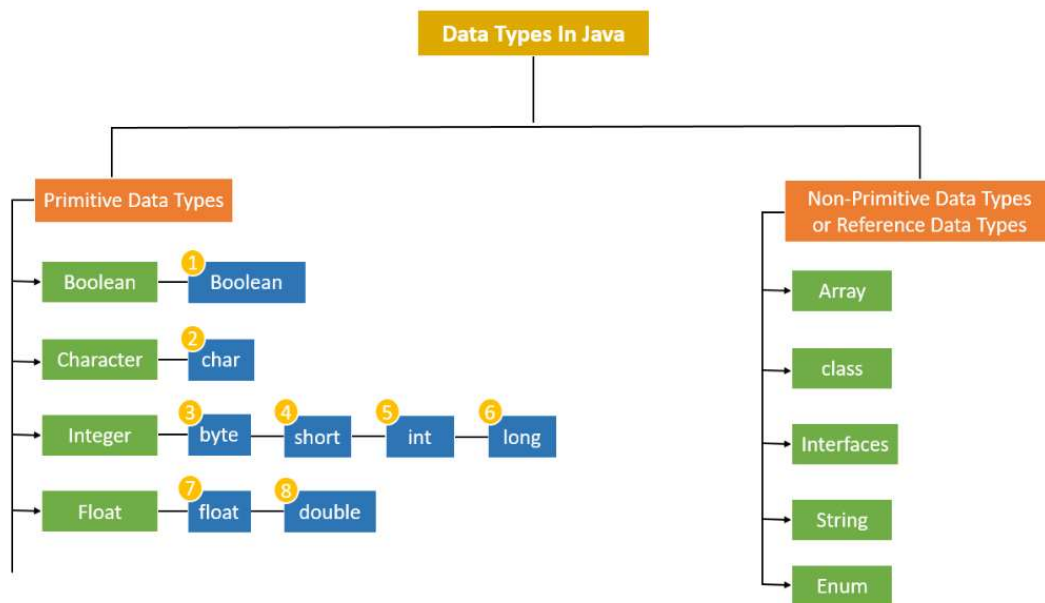 Data Types In Java
Primitive Data Types
1
Boolean
Boolean
2
Character
char
3
4
5
6
Integer
byte
short
int
long
7
8
Float
float
double
Non-Primitive Data Types
or Reference Data Types
Array
class
Interfaces
String
Enum